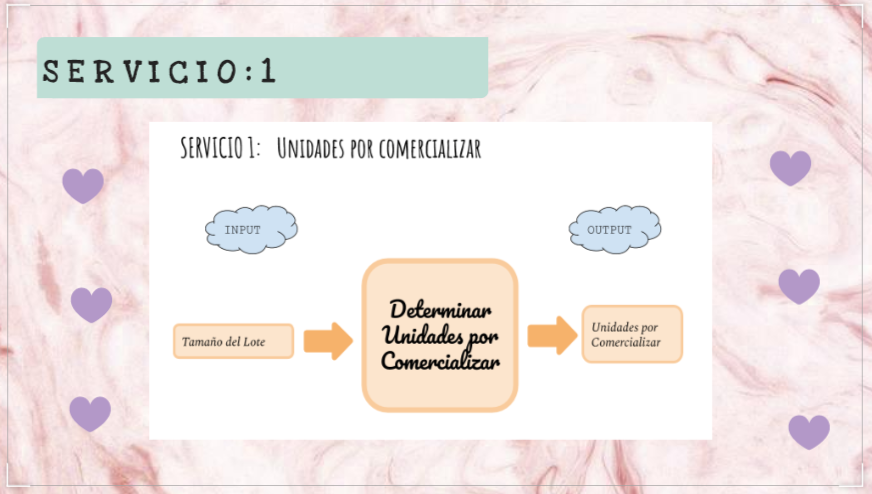 SERVICIO:1
SERVICIO 1: UNIDADES POR COMERCIALIZAR
INPUT
OUTPUT
Tamaño del Lote
Determinar
Unidades por
Comercializar
Unidades por
Comercializar